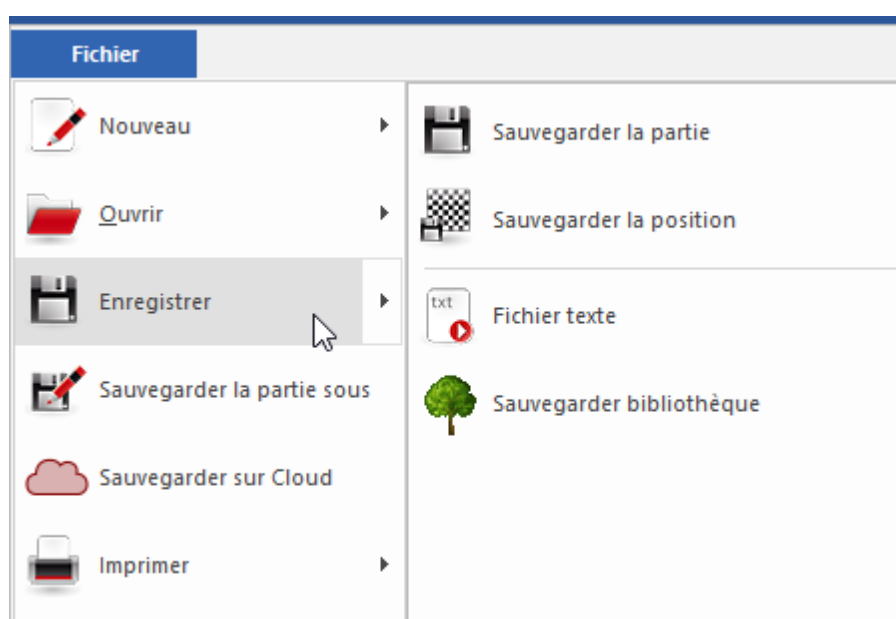 Fichier
Nouveau
Ouvrir
Enregistrer
Sauvegarder la partie sous
Sauvegarder sur Cloud
Imprimer
Sauvegarder la partie
Sauvegarder la position
txt
Fichier texte
Sauvegarder bibliothèque